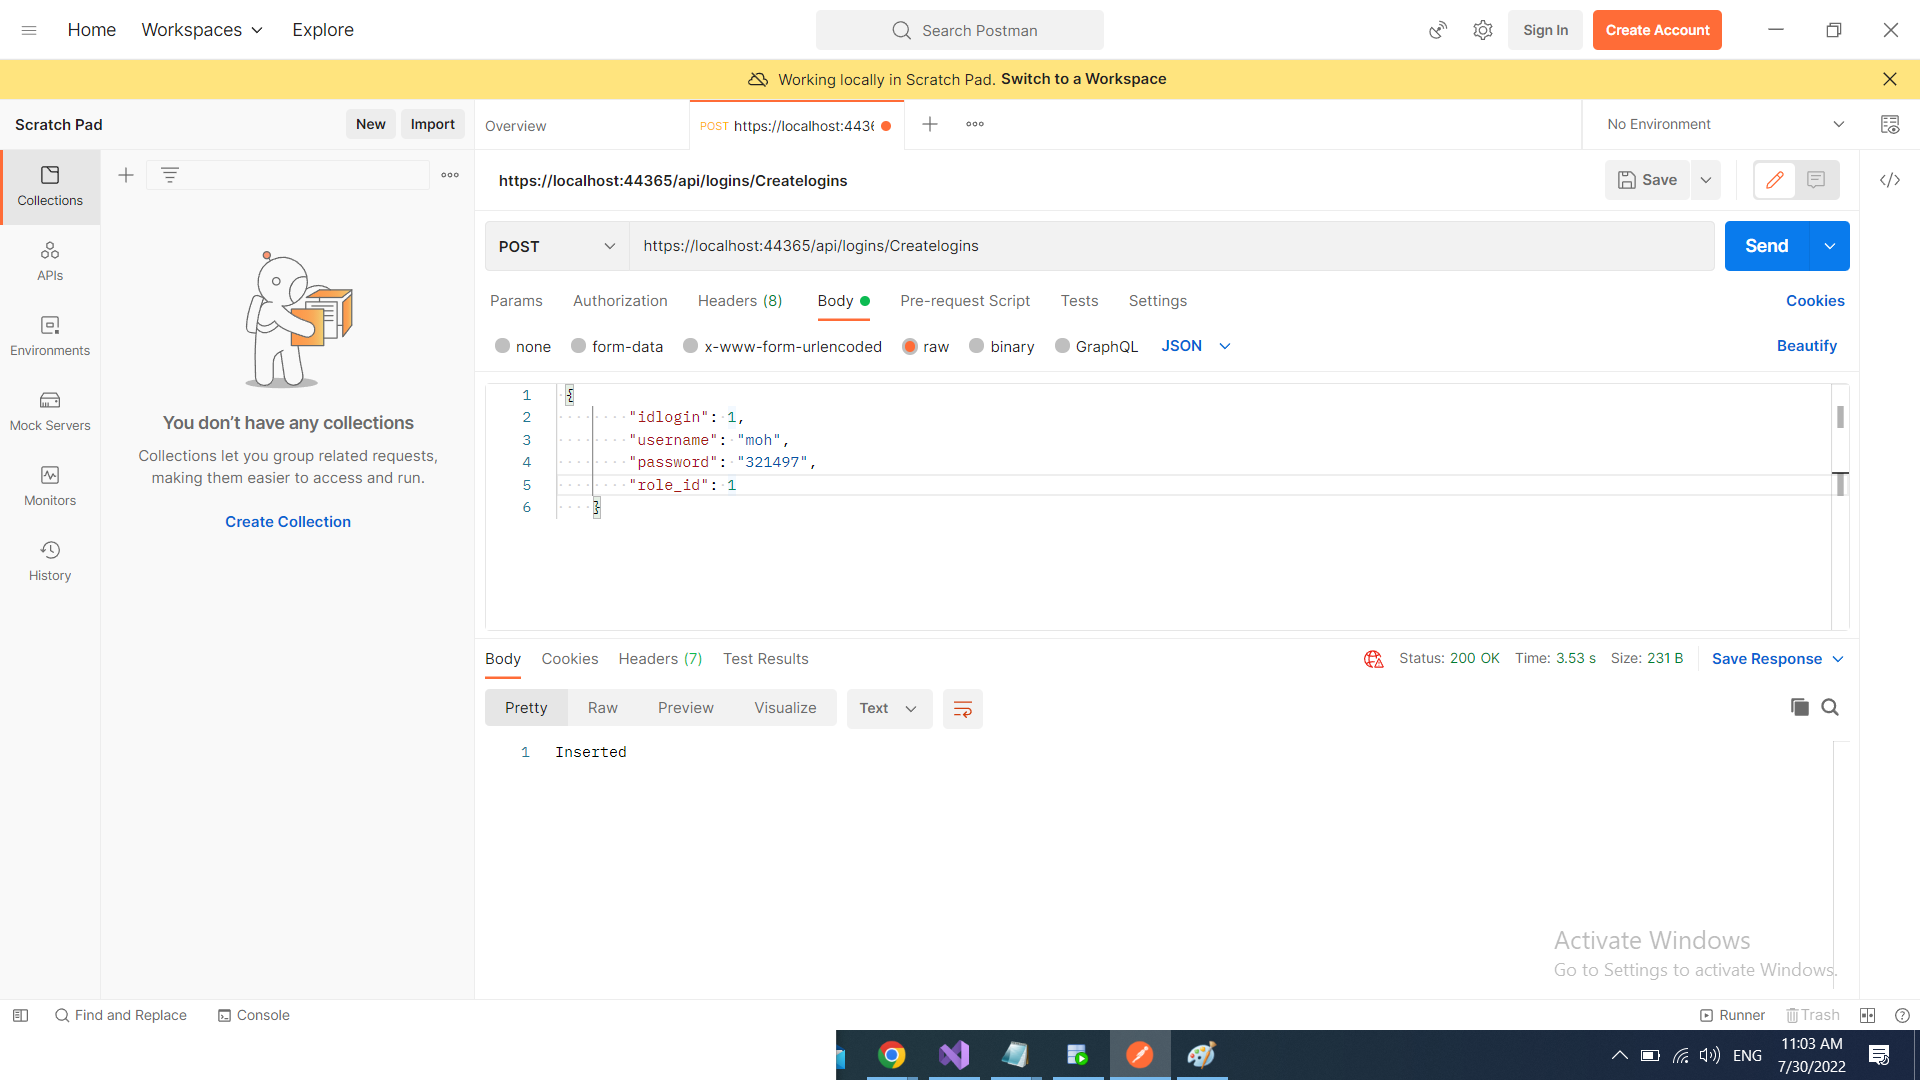 Home Workspaces Explore Search Postman Sign In Create Account
Working locally in Scratch Pad. Switch to a Workspace
Scratch Pad New Import Overview POST https://localhost:4436 No Environment
Collections
APIs
Environments
Mock Servers
Monitors
History
You don’t have any collections
Collections let you group related requests,
making them easier to access and run.
Create Collection
https://localhost:44365/api/logins/Createlogins Save
POST https://localhost:44365/api/logins/Createlogins Send
Params Authorization Headers (8) Body Pre-request Script Tests Settings Cookies
none form-data x-www-form-urlencoded raw binary GraphQL JSON Beautify
1 {
2 "idlogin": 1,
3 "username": "moh",
4 "password": "321497",
5 "role_id": 1
6 }
Body Cookies Headers (7) Test Results Status: 200 OK Time: 3.53 s Size: 231 B Save Response
Pretty Raw Preview Visualize Text
1 Inserted
Activate Windows
Go to Settings to activate Windows.
Find and Replace Console Runner Trash
ENG 11:03 AM
7/30/2022